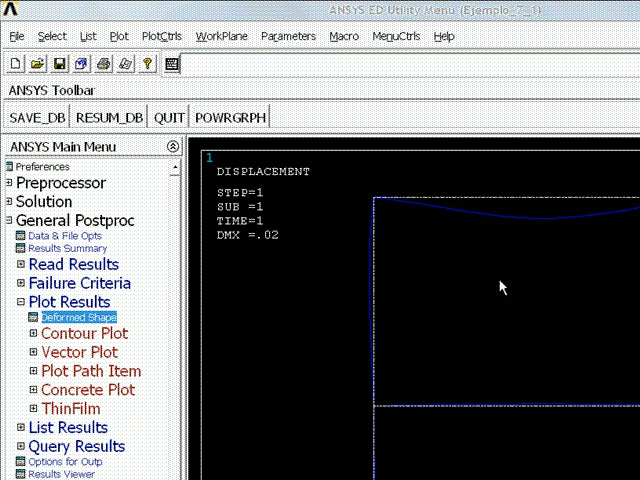 ANSYS ED Utility Menu (Ejemplo_7_1)
File Select List Plot PlotCtrls WorkPlane Parameters Macro MenuCtrls Help
ANSYS Toolbar
SAVE_DB RESUM_DB QUIT POWRGRPH
ANSYS Main Menu
Preferences
Preprocessor
Solution
General Postproc
Data & File Opts
Results Summary
Read Results
Failure Criteria
Plot Results
Deformed Shape
Contour Plot
Vector Plot
Plot Path Item
Concrete Plot
ThinFilm
List Results
Query Results
Options for Outp
Results Viewer
1
DISPLACEMENT
STEP=1
SUB =1
TIME=1
DMX =.02